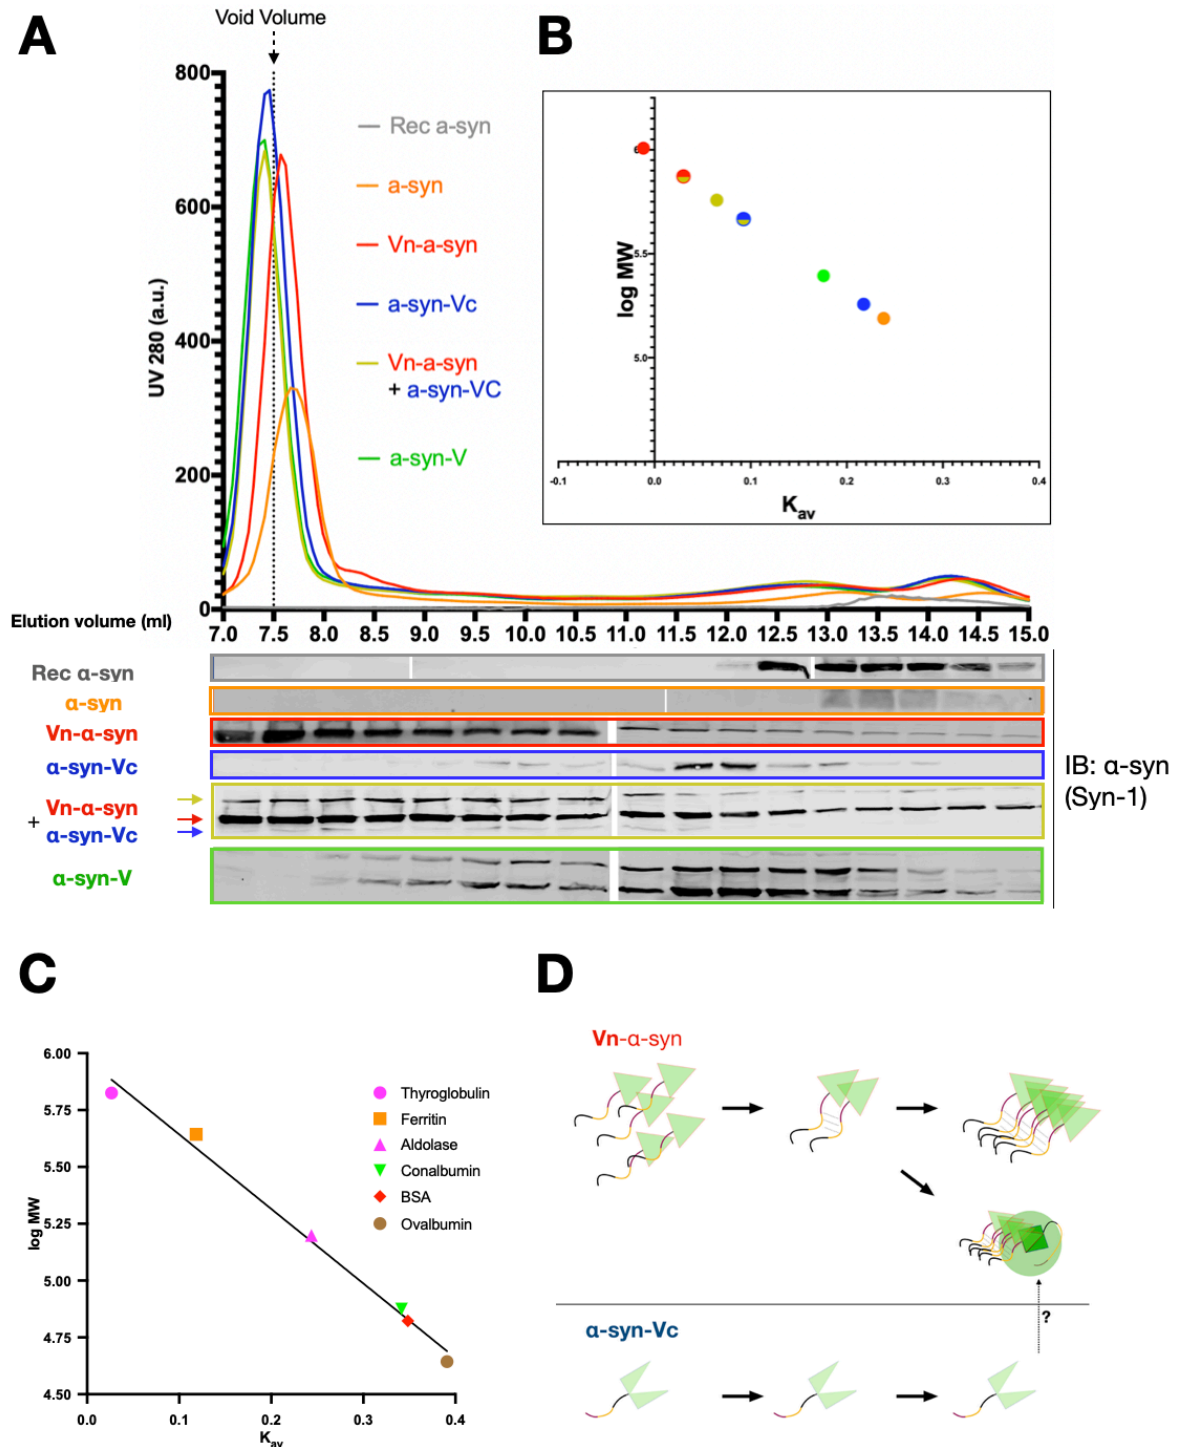 A
B
Void Volume
800
600
400
200
0
UV 280 (a.u.)
Rec a-syn
a-syn
Vn-a-syn
a-syn-Vc
Vn-a-syn
+ a-syn-VC
a-syn-V
log MW
5.5
5.0
-0.1 0.0 0.1 0.2 0.3 0.4
Kav
Elution volume (ml)
7.0 7.5 8.0 8.5 9.0 9.5 10.0 10.5 11.0 11.5 12.5 13.0 13.5 14.0 14.5 15.0
Rec α-syn
α-syn
Vn-α-syn
α-syn-Vc
Vn-α-syn
+
α-syn-Vc
α-syn-V
IB: α-syn
(Syn-1)
C
D
6.00
5.75
5.50
5.25
5.00
4.75
4.50
log MW
0.0 0.1 0.2 0.3 0.4
Kav
Thyroglobulin
Ferritin
Aldolase
Conalbumin
BSA
Ovalbumin
Vn-α-syn
?
α-syn-Vc